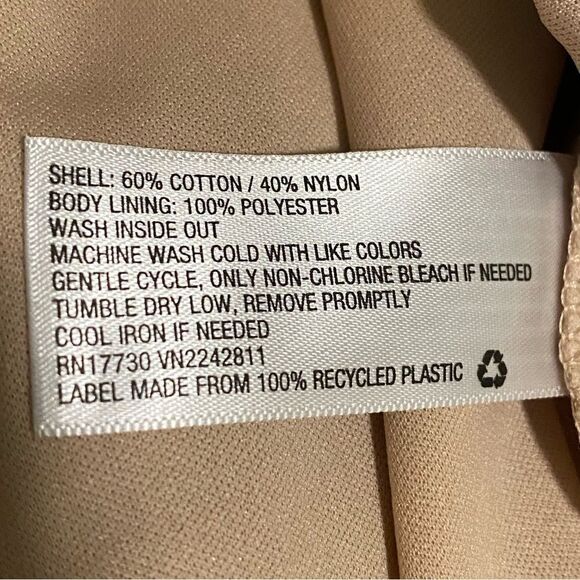 SHELL: 60% COTTON / 40% NYLON
BODY LINING: 100% POLYESTER
WASH INSIDE OUT
MACHINE WASH COLD WITH LIKE COLORS
GENTLE CYCLE, ONLY NON-CHLORINE BLEACH IF NEEDED
TUMBLE DRY LOW, REMOVE PROMPTLY
COOL IRON IF NEEDED
RN17730 VN2242811
LABEL MADE FROM 100% RECYCLED PLASTIC